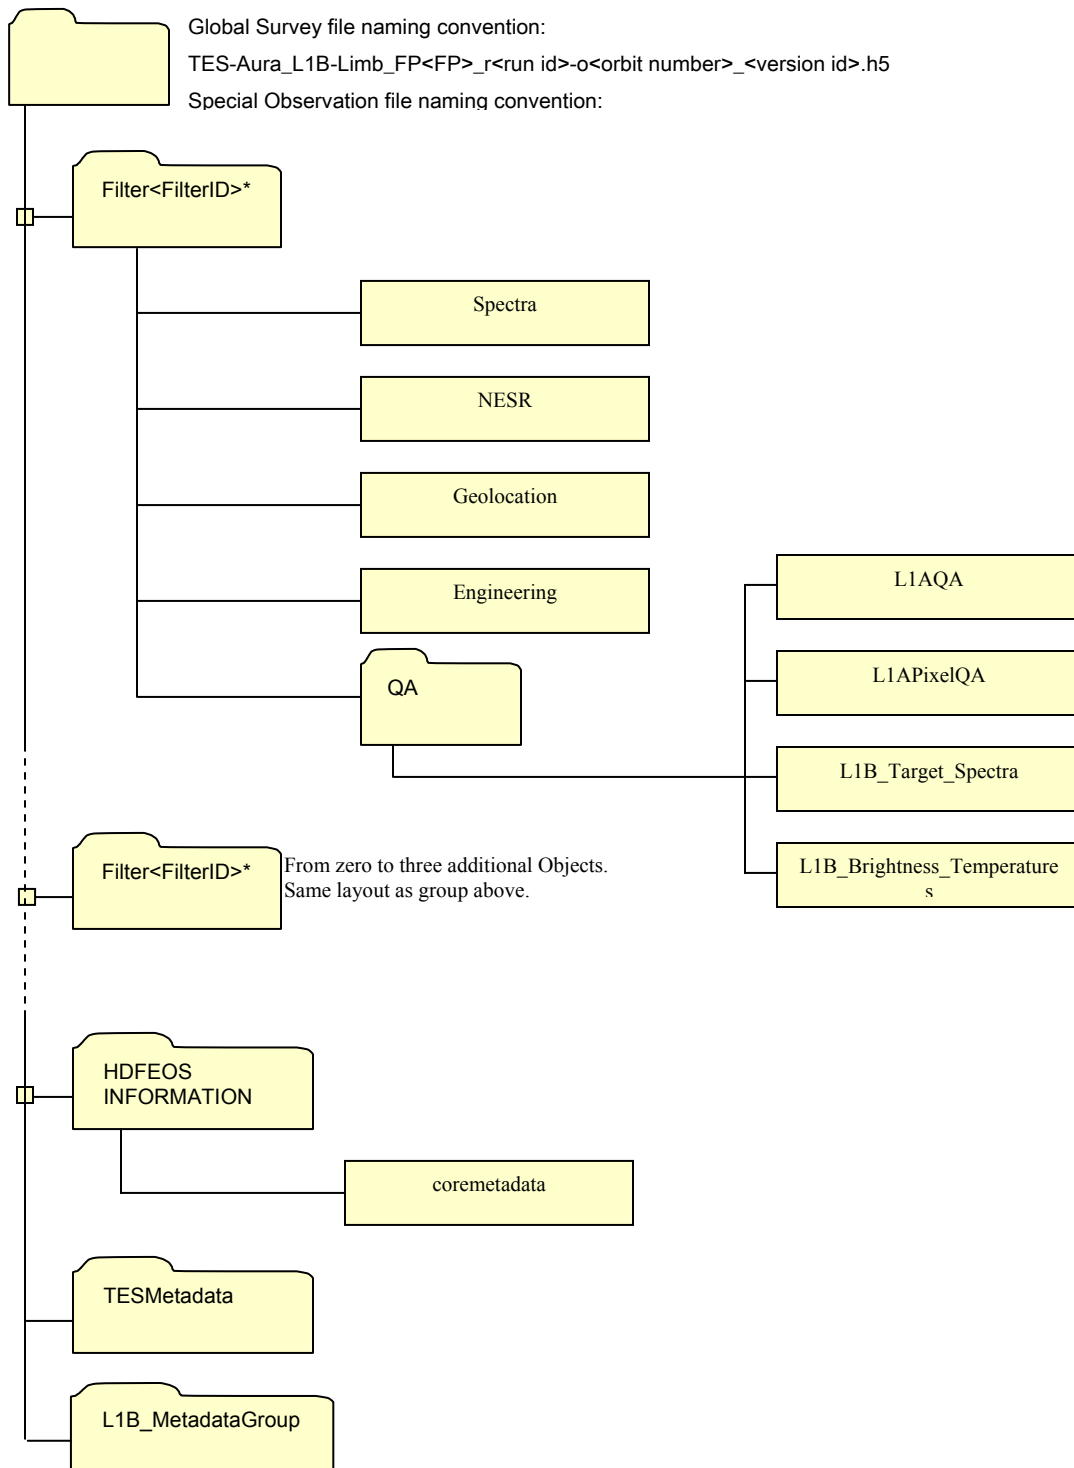 Global Survey file naming convention:
TES-Aura_L1B-Limb_FP<FP>_r<run id>-o<orbit number>_<version id>.h5
Special Observation file naming convention:
Filter<FilterID>*
Spectra
NESR
Geolocation
Engineering
QA
L1AQA
L1APixelQA
L1B_Target_Spectra
L1B_Brightness_Temperature
s
Filter<FilterID>*
From zero to three additional Objects.
Same layout as group above.
HDFEOS
INFORMATION
coremetadata
TESMetadata
L1B_MetadataGroup